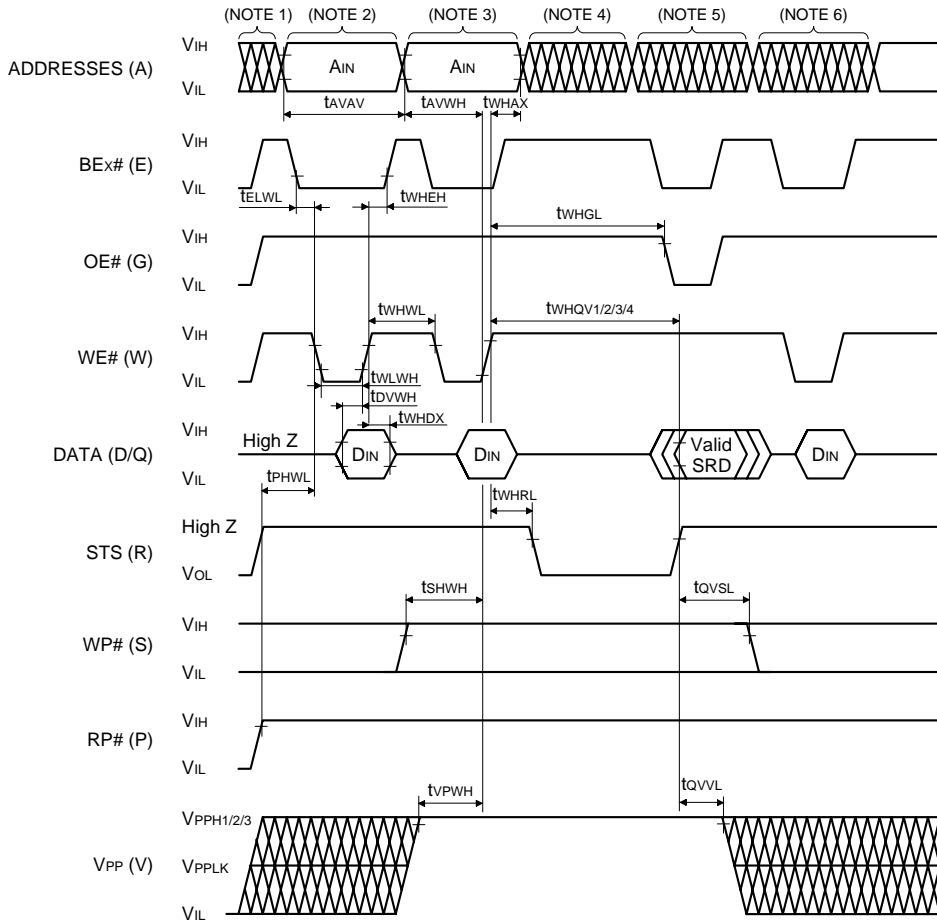 (NOTE 1) (NOTE 2) (NOTE 3) (NOTE 4) (NOTE 5) (NOTE 6)
ADDRESSES (A)
VIH
VIL
AIN AIN
tAVAV tAVWH tWHAX
BEX# (E)
VIH
VIL
tELWL tWHEH
tWHGL
OE# (G)
VIH
VIL
tWHWL tWHQV1/2/3/4
WE# (W)
VIH
VIL
tWLWH
tDVWH
tWHDX
DATA (D/Q)
VIH
VIL
High Z DIN DIN Valid SRD DIN
tPHWL tWHRL
STS (R)
High Z
VOL
tSHWH tQVSL
WP# (S)
VIH
VIL
RP# (P)
VIH
VIL
tVPWH tQVVL
VPP (V)
VPPH1/2/3
VPPLK
VIL